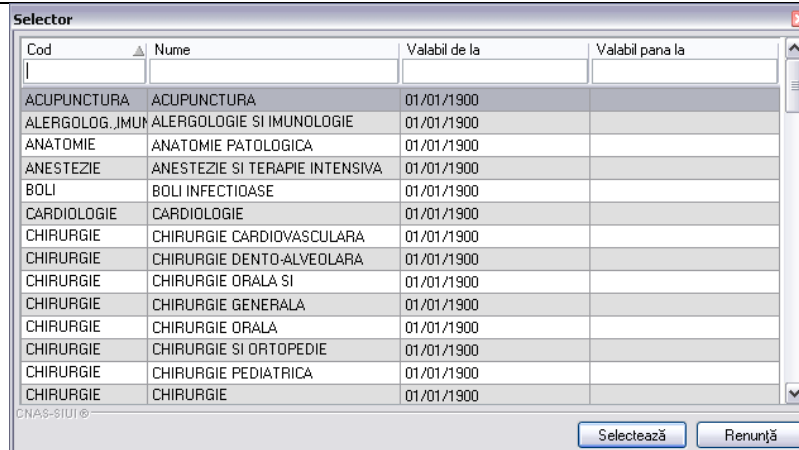 Selector
Cod Nume Valabil de la Valabil pana la
ACUPUNCTURA ACUPUNCTURA 01/01/1900
ALERGOLOG.,IMUN ALERGOLOGIE SI IMUNOLOGIE 01/01/1900
ANATOMIE ANATOMIE PATOLOGICA 01/01/1900
ANESTEZIE ANESTEZIE SI TERAPIE INTENSIVA 01/01/1900
BOLI BOLI INFECTIOASE 01/01/1900
CARDIOLOGIE CARDIOLOGIE 01/01/1900
CHIRURGIE CHIRURGIE CARDIOVASCULARA 01/01/1900
CHIRURGIE CHIRURGIE DENTO-ALVEOLARA 01/01/1900
CHIRURGIE CHIRURGIE ORALA SI 01/01/1900
CHIRURGIE CHIRURGIE GENERALA 01/01/1900
CHIRURGIE CHIRURGIE ORALA 01/01/1900
CHIRURGIE CHIRURGIE SI ORTOPEDIE 01/01/1900
CHIRURGIE CHIRURGIE PEDIATRICA 01/01/1900
CHIRURGIE CHIRURGIE 01/01/1900
CNAS-SIUI®
Selectează Renunţă